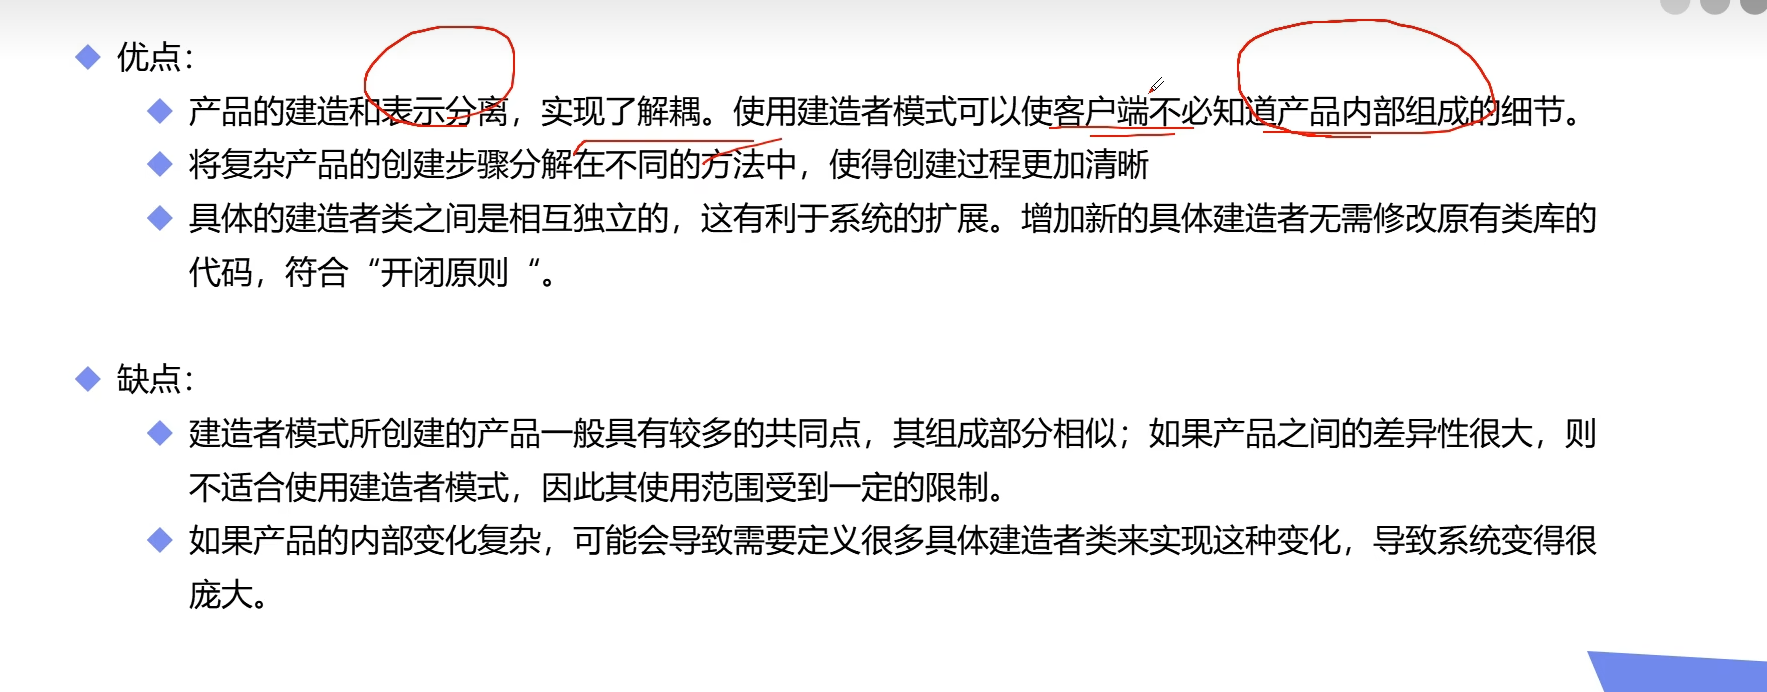 优点：
产品的建造和表示分离，实现了解耦。使用建造者模式可以使客户端不必知道产品内部组成的细节。
将复杂产品的创建步骤分解在不同的方法中，使得创建过程更加清晰
具体的建造者类之间是相互独立的，这有利于系统的扩展。增加新的具体建造者无需修改原有类库的
代码，符合“开闭原则“。
缺点：
建造者模式所创建的产品一般具有较多的共同点，其组成部分相似；如果产品之间的差异性很大，则
不适合使用建造者模式，因此其使用范围受到一定的限制。
如果产品的内部变化复杂，可能会导致需要定义很多具体建造者类来实现这种变化，导致系统变得很
庞大。